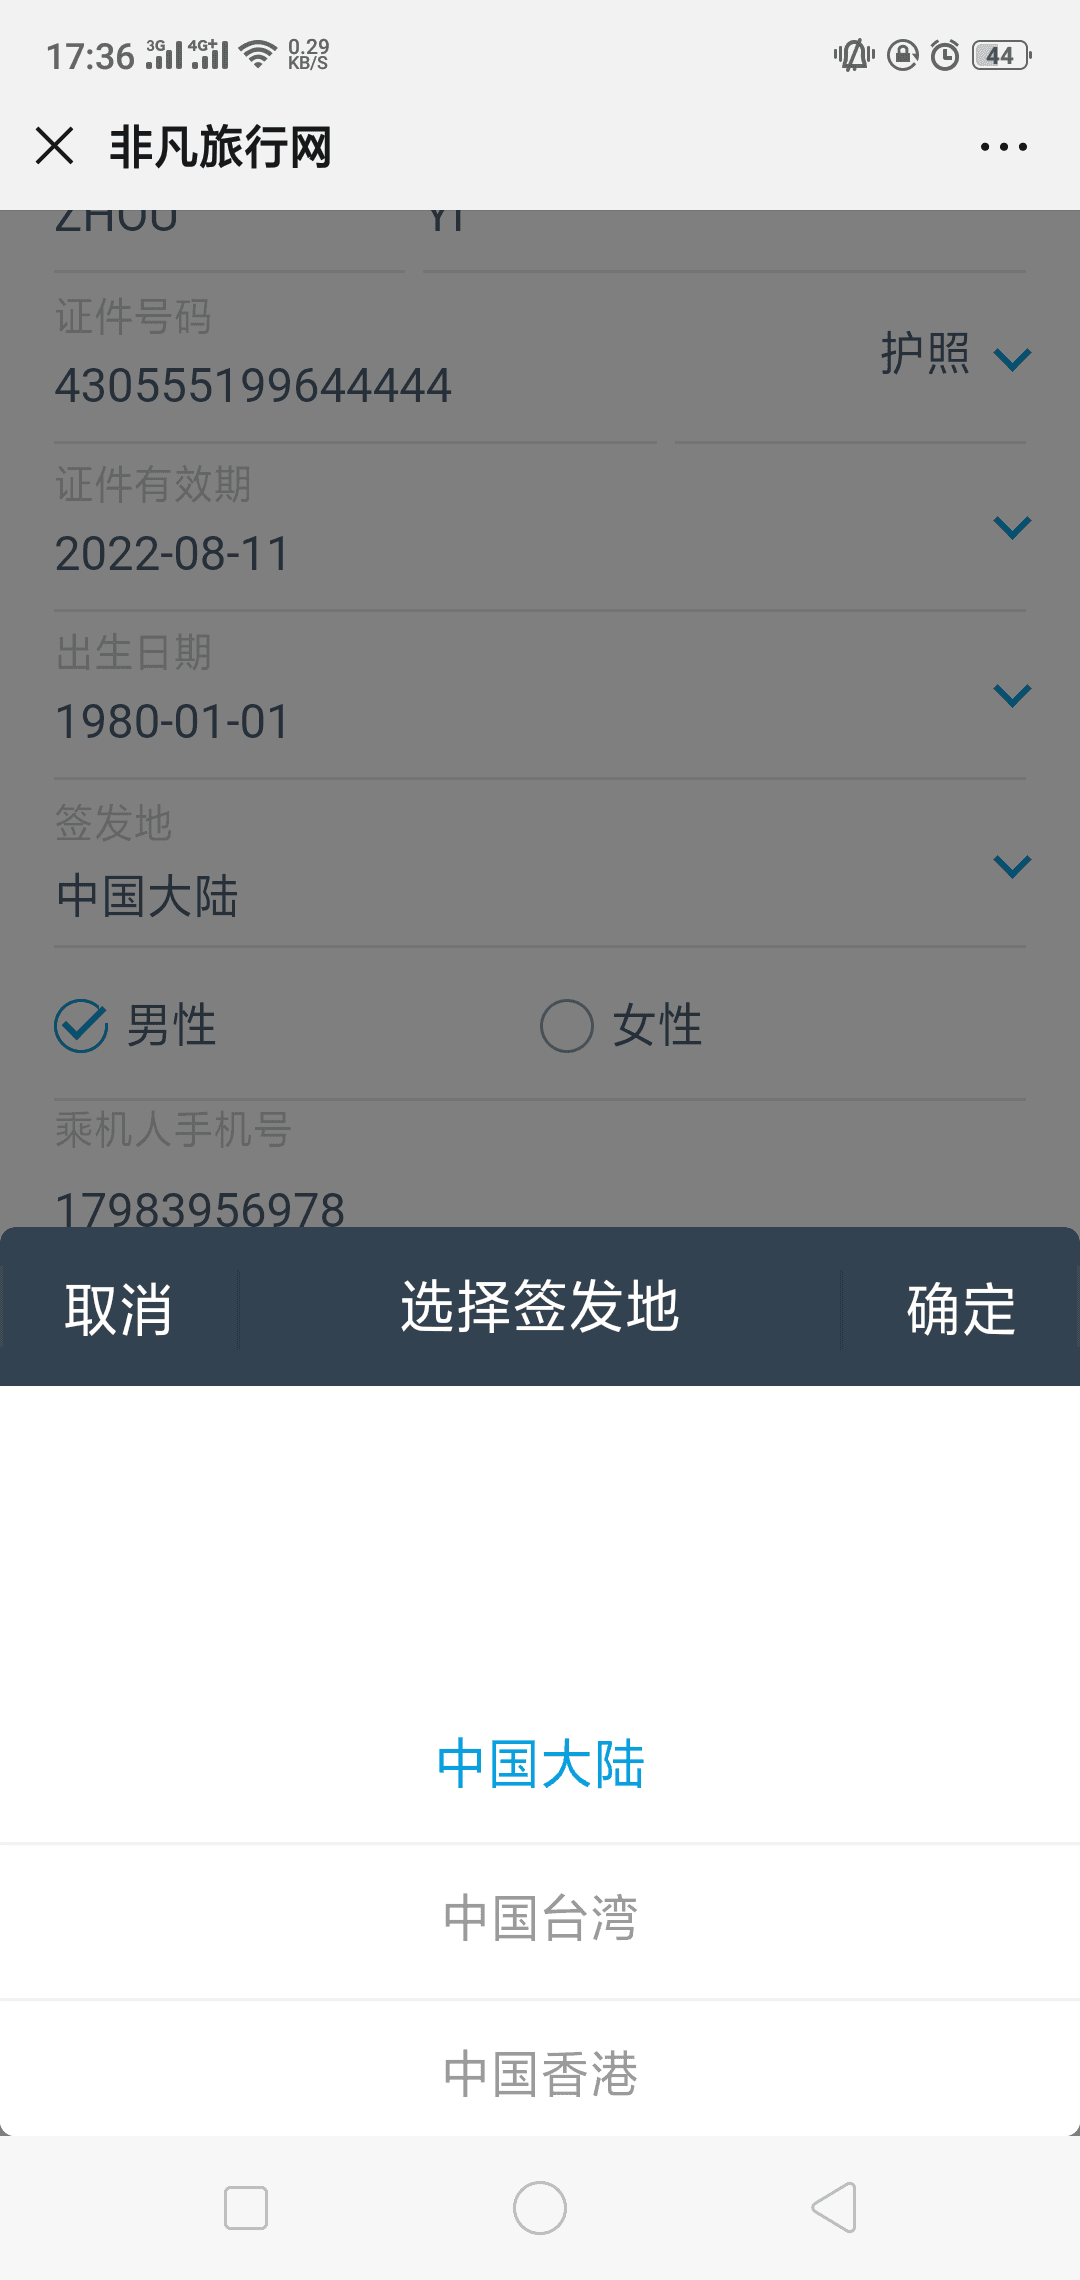 17:36 3G 4G+ 0.29 KB/S 44
非凡旅行网
ZHOU YI
证件号码
430555199644444 护照
证件有效期
2022-08-11
出生日期
1980-01-01
签发地
中国大陆
男性 女性
乘机人手机号
17983956978
取消 选择签发地 确定
中国大陆
中国台湾
中国香港